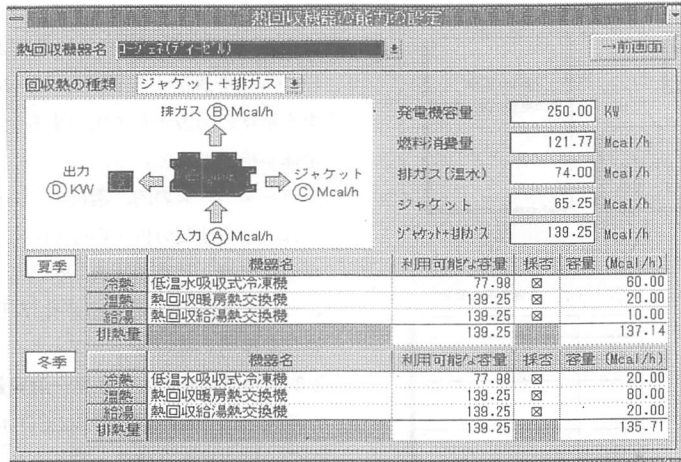 熱回収機器の能力の設定
熱回収機器名 コージェネ(ディーゼル) →前画面
回収熱の種類 ジャケット+排ガス
排ガス Ⓑ Mcal/h
出力
Ⓓ KW
ジャケット
Ⓒ Mcal/h
入力 Ⓐ Mcal/h
発電機容量 250.00 KW
燃料消費量 121.77 Mcal/h
排ガス(温水) 74.00 Mcal/h
ジャケット 65.25 Mcal/h
ジャケット+排ガス 139.25 Mcal/h
夏季 機器名 利用可能な容量 採否 容量 (Mcal/h)
冷熱 低温水吸収式冷凍機 77.98 ☒ 60.00
温熱 熱回収暖房熱交換機 139.25 ☒ 20.00
給湯 熱回収給湯熱交換機 139.25 ☒ 10.00
排熱量 139.25 137.14
冬季 機器名 利用可能な容量 採否 容量 (Mcal/h)
冷熱 低温水吸収式冷凍機 77.98 ☒ 20.00
温熱 熱回収暖房熱交換機 139.25 ☒ 80.00
給湯 熱回収給湯熱交換機 139.25 ☒ 20.00
排熱量 139.25 135.71